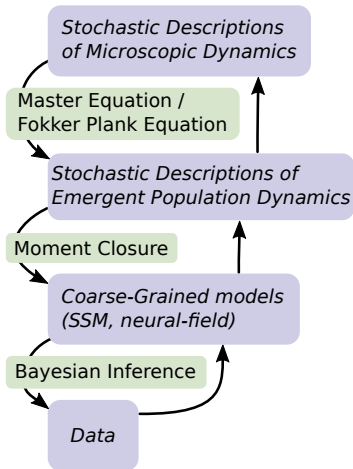 Stochastic Descriptions
of Microscopic Dynamics
Master Equation /
Fokker Plank Equation
Stochastic Descriptions of
Emergent Population Dynamics
Moment Closure
Coarse-Grained models
(SSM, neural-field)
Bayesian Inference
Data